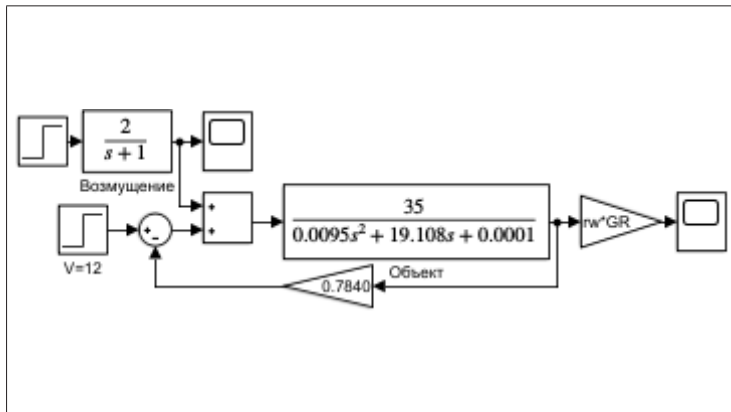 2
s + 1
Возмущение
+
+
+
-
V=12
35
0.0095s² + 19.108s + 0.0001
Объект
rw*GR
0.7840